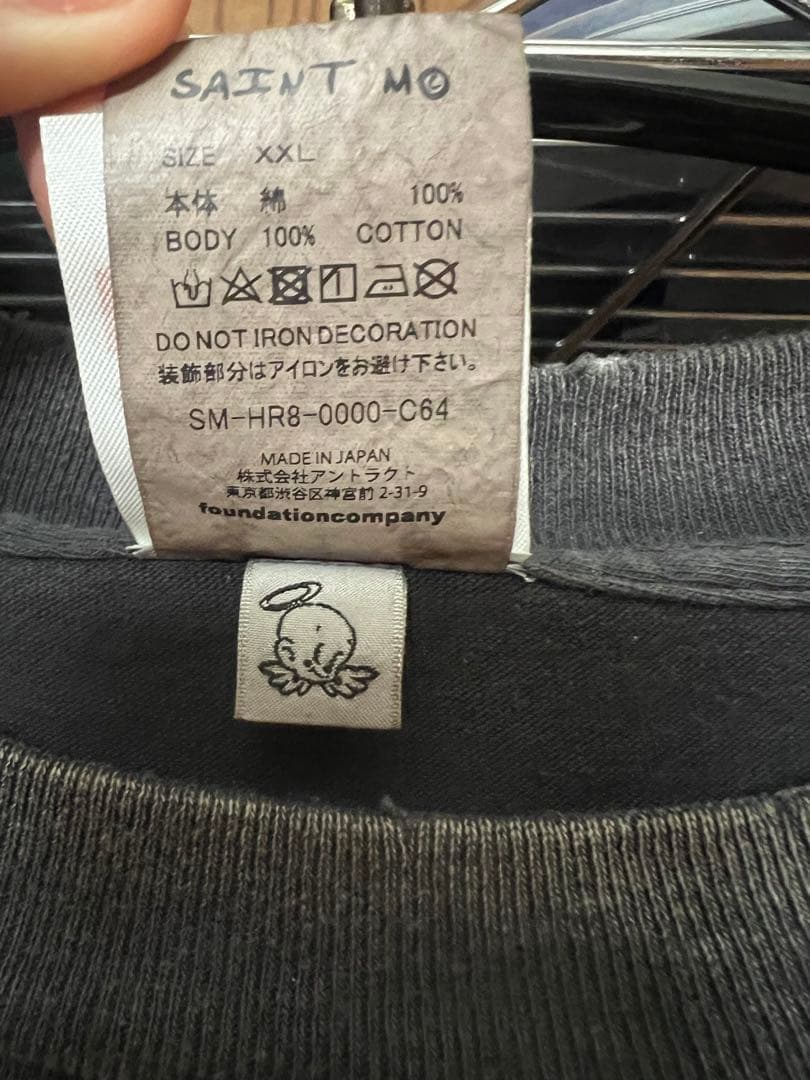 SAINT M©
SIZE XXL
本体 綿 100%
BODY 100% COTTON
DO NOT IRON DECORATION
装飾部分はアイロンをお避け下さい。
SM-HR8-0000-C64
MADE IN JAPAN
株式会社アントラクト
東京都渋谷区神宮前 2-31-9
foundationcompany